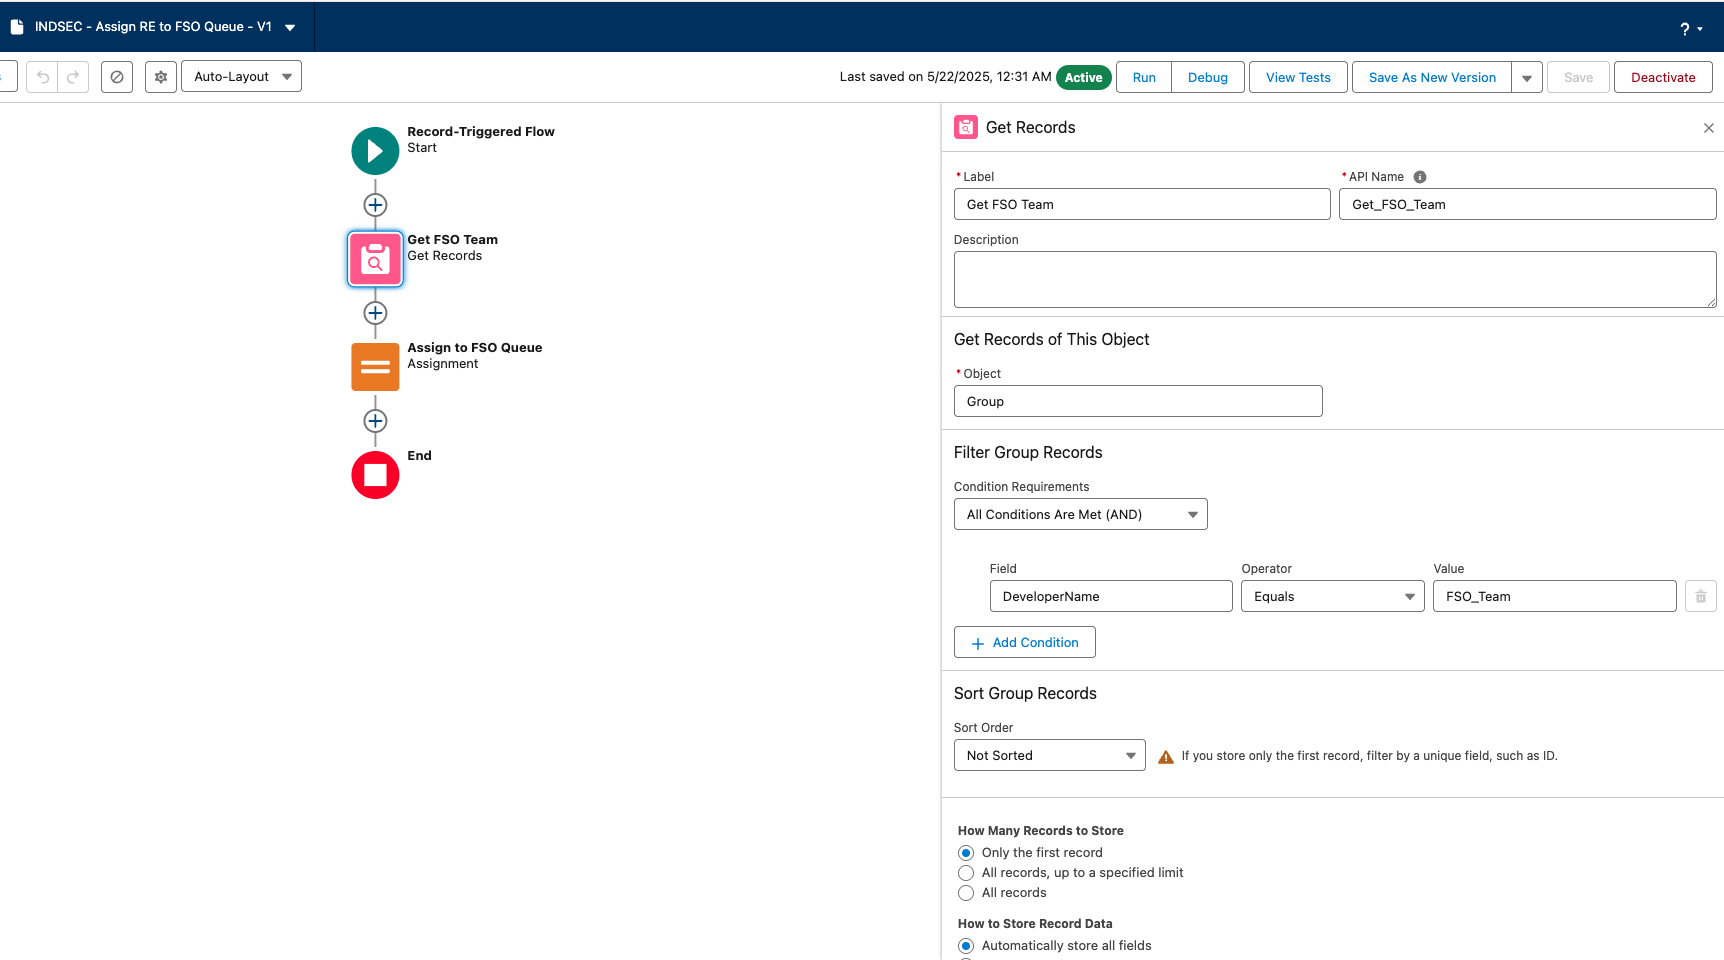 INDSEC - Assign RE to FSO Queue - V1
?
Auto-Layout
Last saved on 5/22/2025, 12:31 AM
Active
Run
Debug
View Tests
Save As New Version
Save
Deactivate
Record-Triggered Flow
Start
Get FSO Team
Get Records
Assign to FSO Queue
Assignment
End
Get Records
* Label
Get FSO Team
* API Name
Get_FSO_Team
Description
Get Records of This Object
* Object
Group
Filter Group Records
Condition Requirements
All Conditions Are Met (AND)
Field
DeveloperName
Operator
Equals
Value
FSO_Team
+ Add Condition
Sort Group Records
Sort Order
Not Sorted
If you store only the first record, filter by a unique field, such as ID.
How Many Records to Store
Only the first record
All records, up to a specified limit
All records
How to Store Record Data
Automatically store all fields